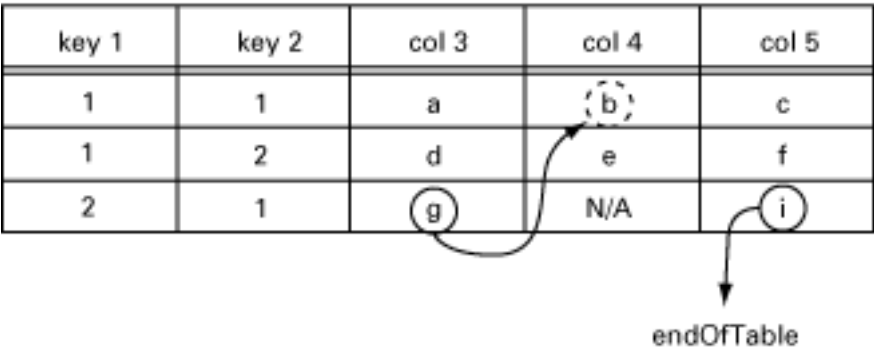 key 1 key 2 col 3 col 4 col 5
1 1 a b c
1 2 d e f
2 1 g N/A i
endOfTable